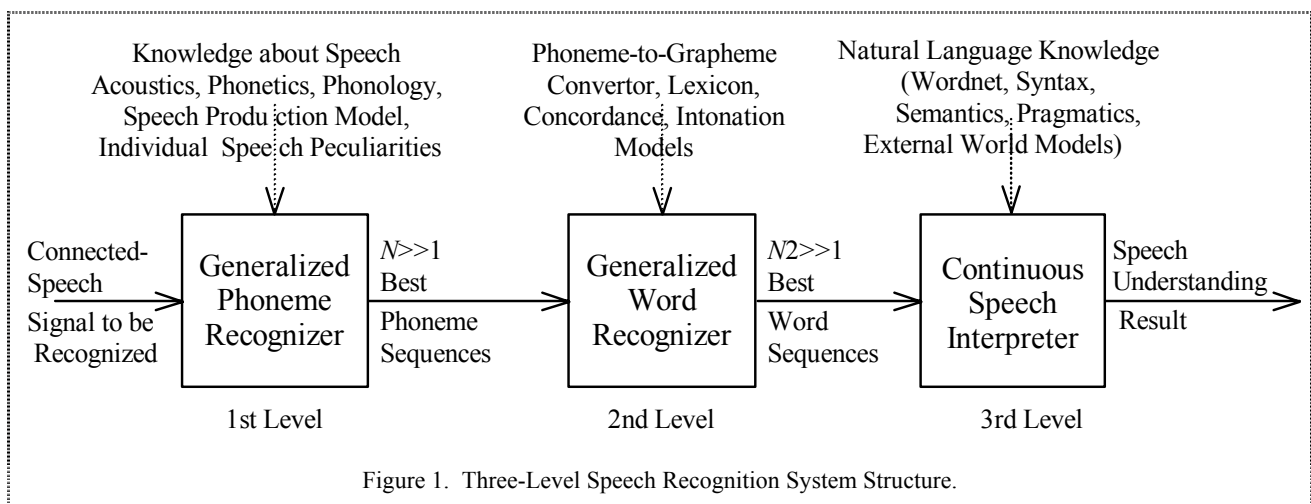 Knowledge about Speech
Acoustics, Phonetics, Phonology,
Speech Production Model,
Individual Speech Peculiarities
Phoneme-to-Grapheme
Convertor, Lexicon,
Concordance, Intonation
Models
Natural Language Knowledge
(Wordnet, Syntax,
Semantics, Pragmatics,
External World Models)
Connected-
Speech
Signal to be
Recognized
Generalized
Phoneme
Recognizer
N>>1
Best
Phoneme
Sequences
Generalized
Word
Recognizer
N2>>1
Best
Word
Sequences
Continuous
Speech
Interpreter
Speech
Understanding
Result
1st Level
2nd Level
3rd Level
Figure 1. Three-Level Speech Recognition System Structure.